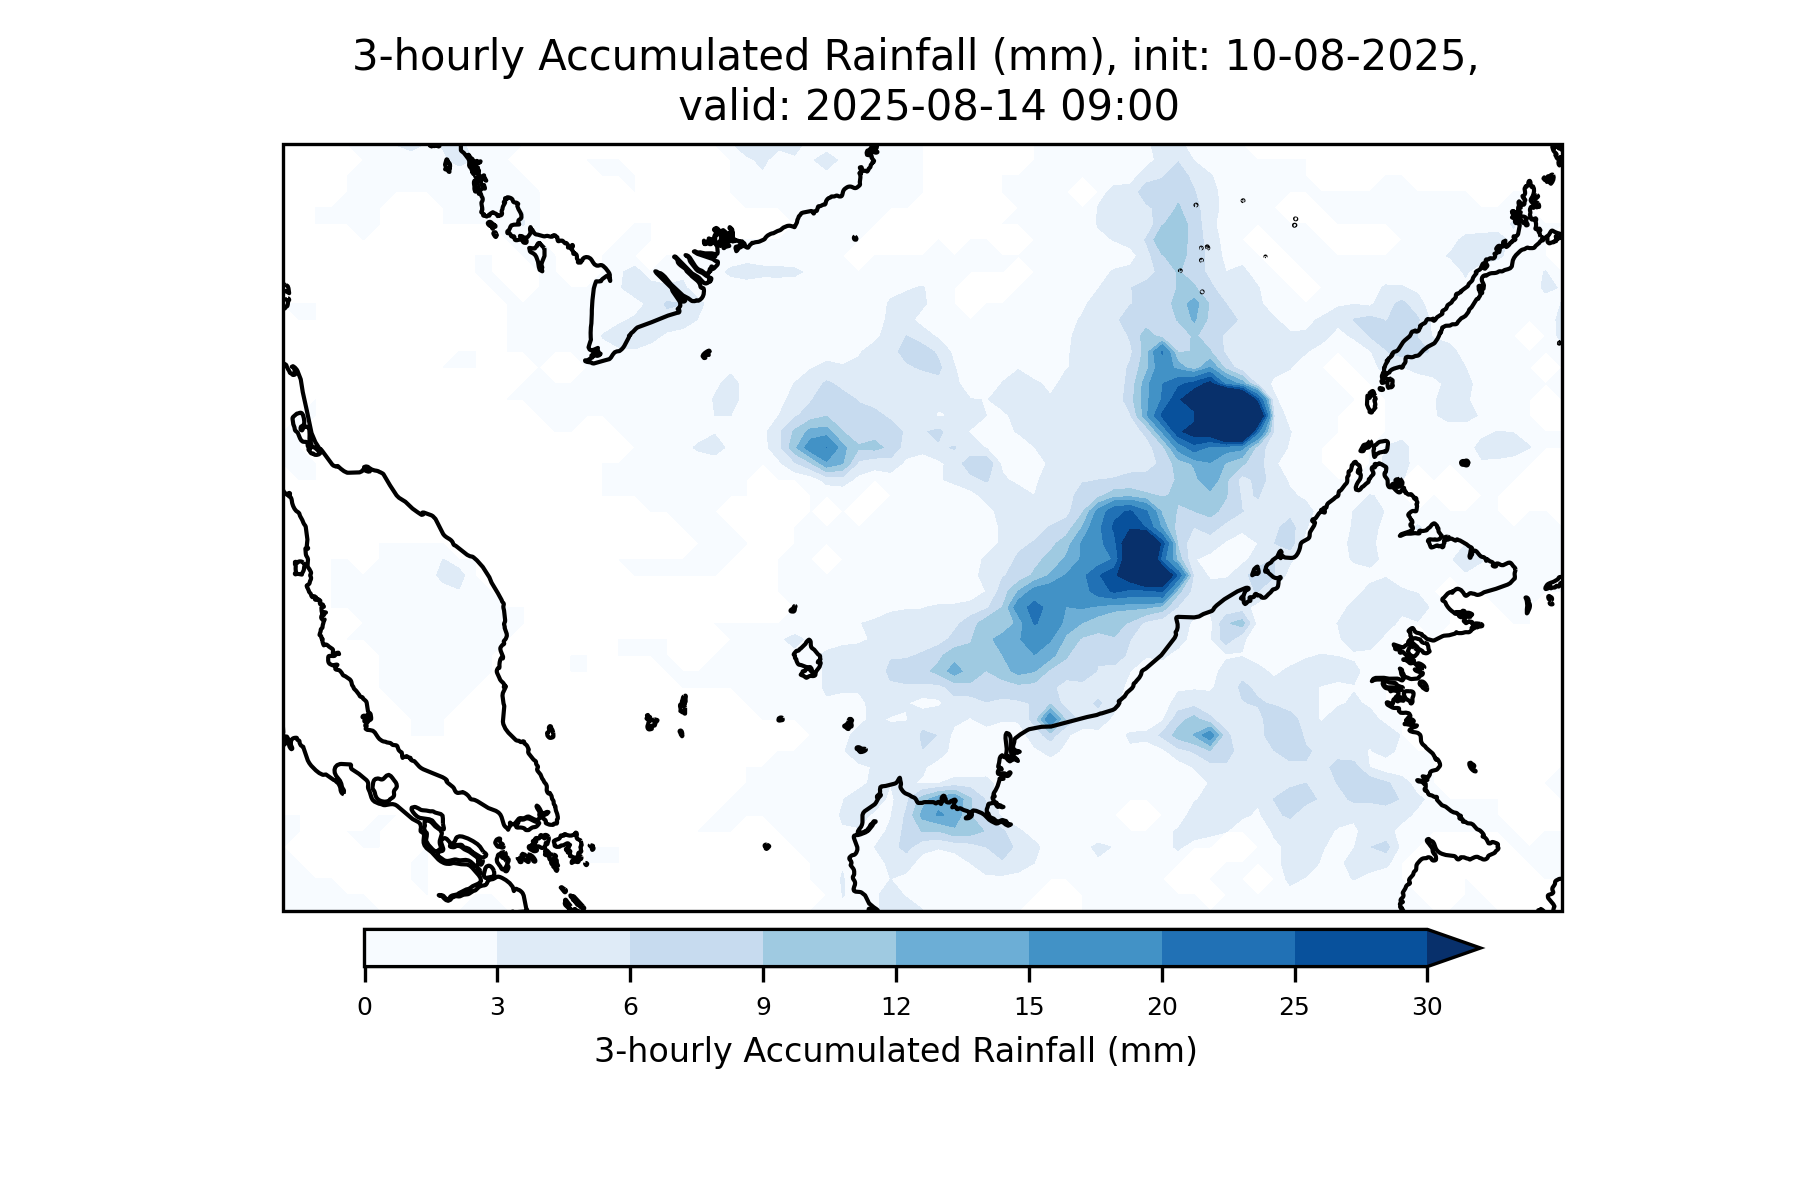 3-hourly Accumulated Rainfall (mm), init: 10-08-2025,
valid: 2025-08-14 09:00
0 3 6 9 12 15 20 25 30
3-hourly Accumulated Rainfall (mm)